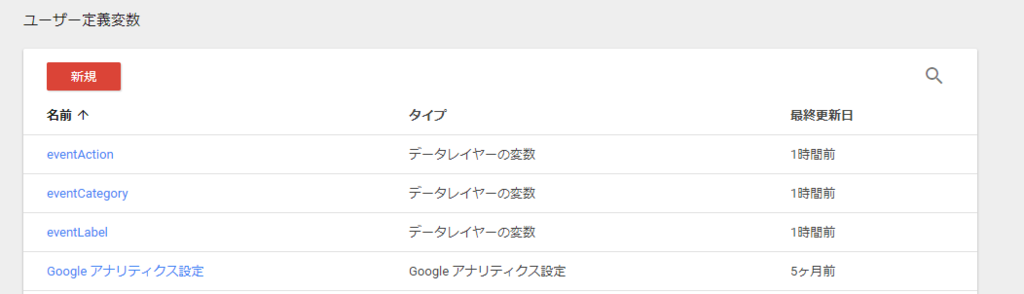 ユーザー定義変数
新規
名前 ↑ タイプ 最終更新日
eventAction データレイヤーの変数 1時間前
eventCategory データレイヤーの変数 1時間前
eventLabel データレイヤーの変数 1時間前
Google アナリティクス設定 Google アナリティクス設定 5ヶ月前